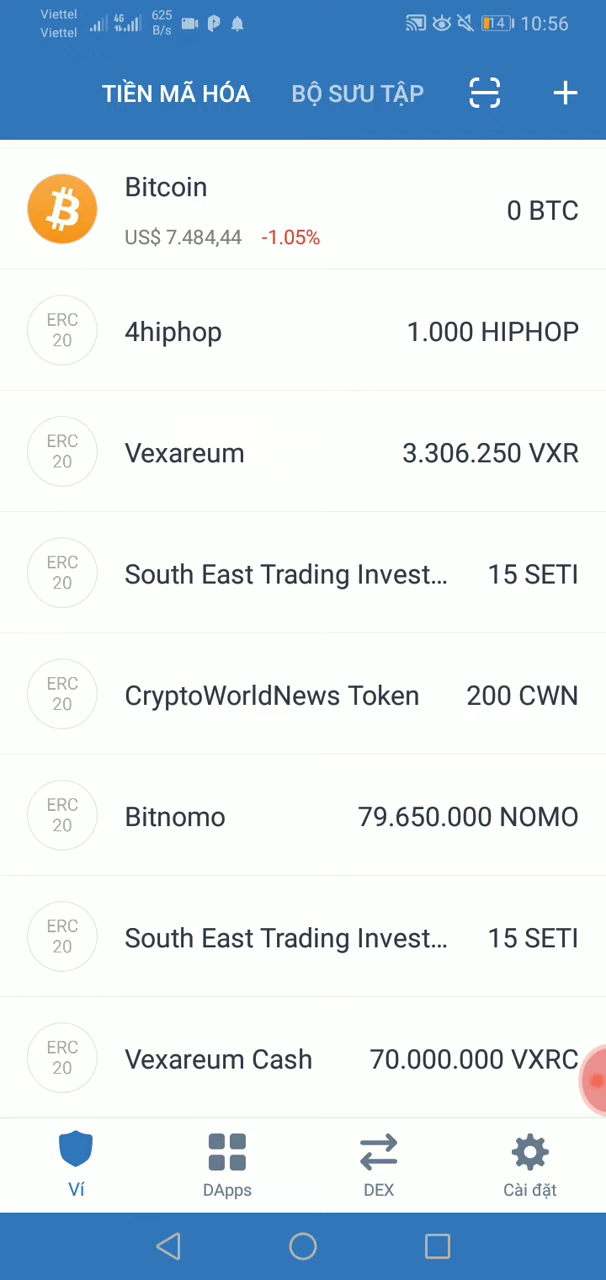 Viettel
Viettel
4G
625
B/s
14
10:56
TIỀN MÃ HÓA
BỘ SƯU TẬP
Bitcoin
0 BTC
US$ 7.484,44 -1.05%
ERC
20
4hiphop
1.000 HIPHOP
ERC
20
Vexareum
3.306.250 VXR
ERC
20
South East Trading Invest...
15 SETI
ERC
20
CryptoWorldNews Token
200 CWN
ERC
20
Bitnomo
79.650.000 NOMO
ERC
20
South East Trading Invest...
15 SETI
ERC
20
Vexareum Cash
70.000.000 VXRC
Ví
DApps
DEX
Cài đặt